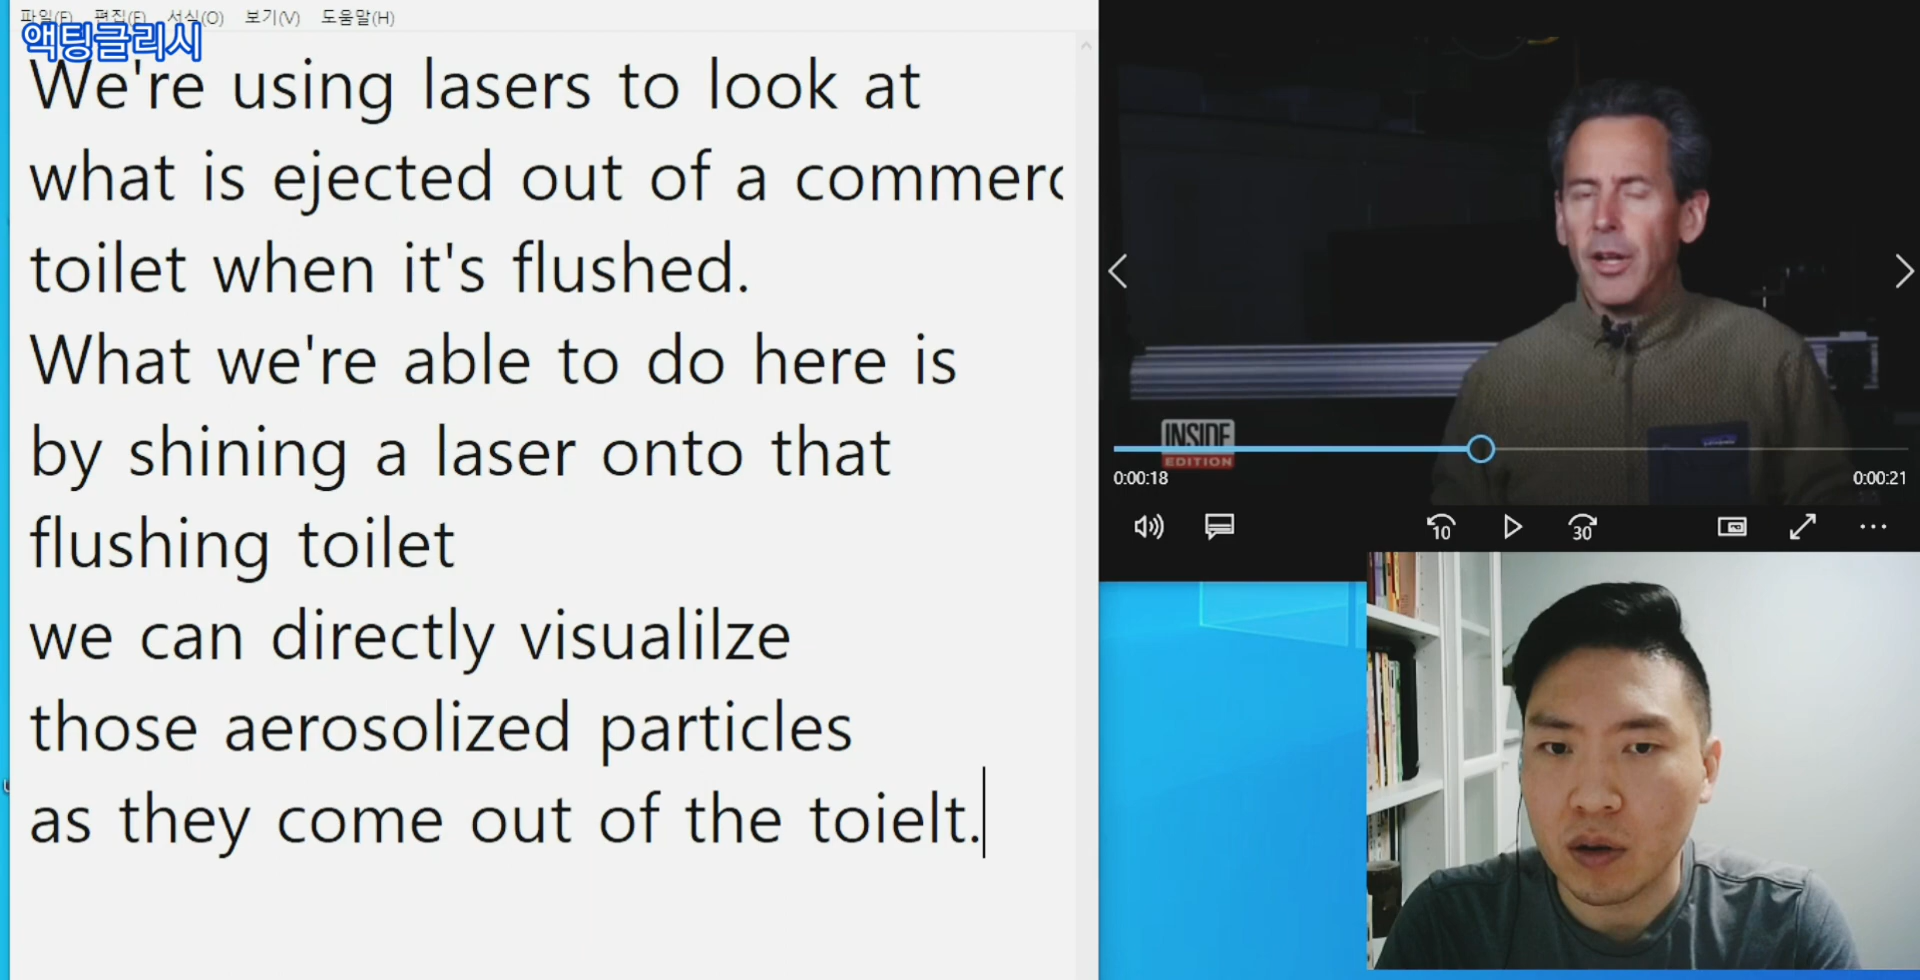 파일(F) 편집(E) 서식(O) 보기(V) 도움말(H)
액팅글리시
We're using lasers to look at
what is ejected out of a commerc
toilet when it's flushed.
What we're able to do here is
by shining a laser onto that
flushing toilet
we can directly visualilze
those aerosolized particles
as they come out of the toielt.
INSIDE
EDITION
0:00:18
0:00:21
10
30